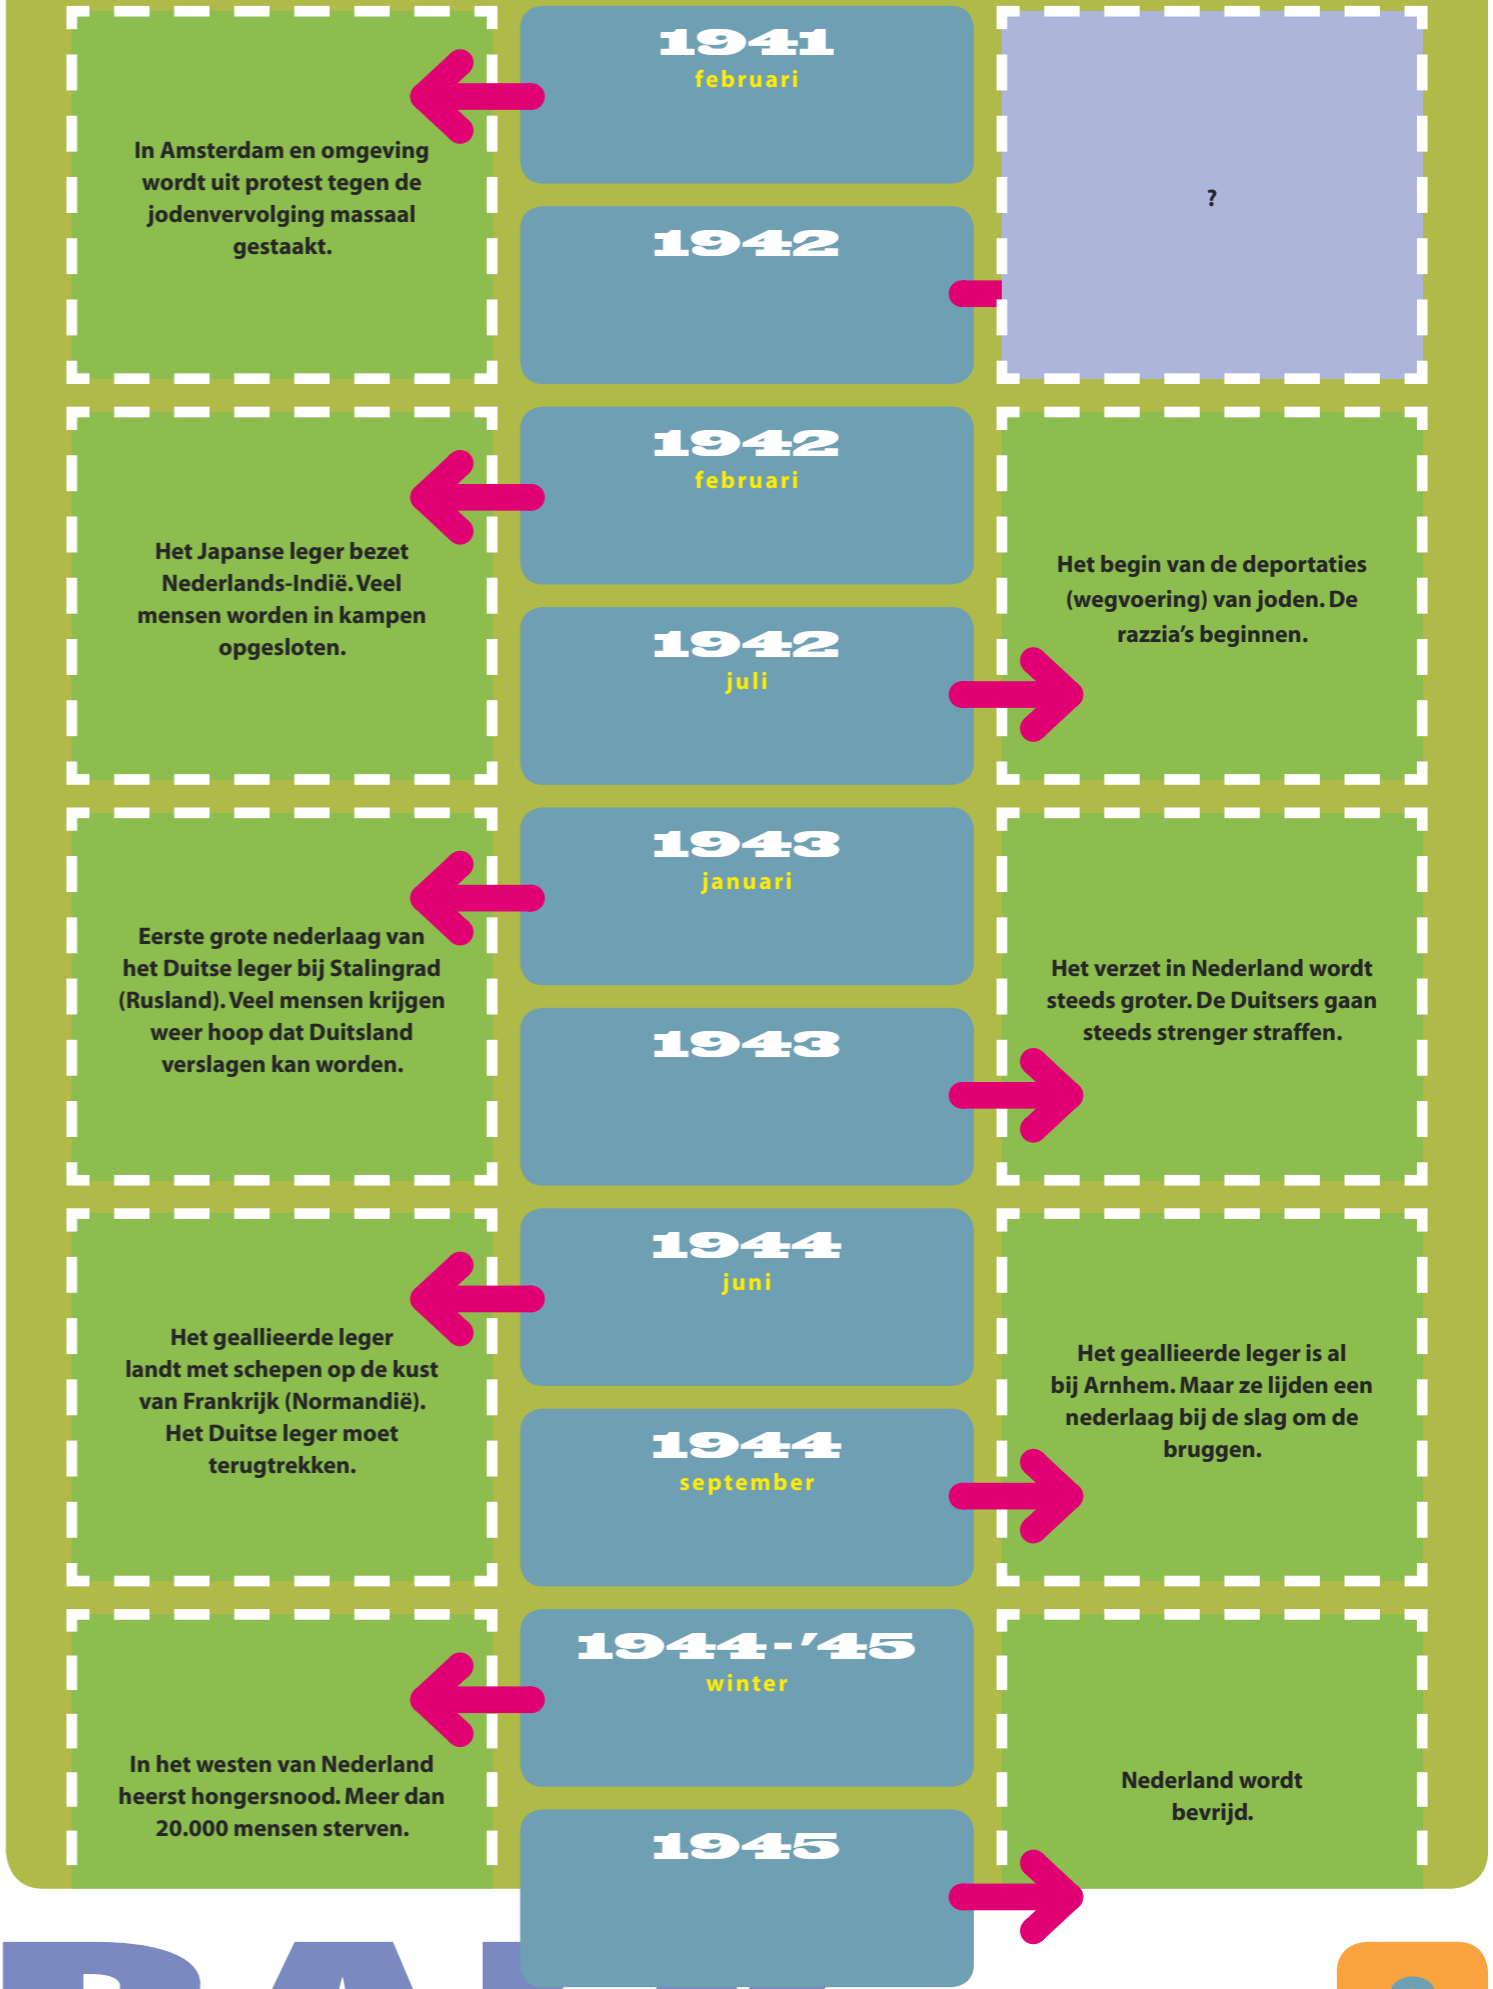 1941
februari
In Amsterdam en omgeving
wordt uit protest tegen de
jodenvervolging massaal
gestaakt.
1942
?
1942
februari
Het Japanse leger bezet
Nederlands-Indië. Veel
mensen worden in kampen
opgesloten.
1942
juli
Het begin van de deportaties
(wegvoering) van joden. De
razzia’s beginnen.
1943
januari
Eerste grote nederlaag van
het Duitse leger bij Stalingrad
(Rusland). Veel mensen krijgen
weer hoop dat Duitsland
verslagen kan worden.
1943
Het verzet in Nederland wordt
steeds groter. De Duitsers gaan
steeds strenger straffen.
1944
juni
Het geallieerde leger
landt met schepen op de kust
van Frankrijk (Normandië).
Het Duitse leger moet
terugtrekken.
1944
september
Het geallieerde leger is al
bij Arnhem. Maar ze lijden een
nederlaag bij de slag om de
bruggen.
1944-’45
winter
In het westen van Nederland
heerst hongersnood. Meer dan
20.000 mensen sterven.
1945
Nederland wordt
bevrijd.